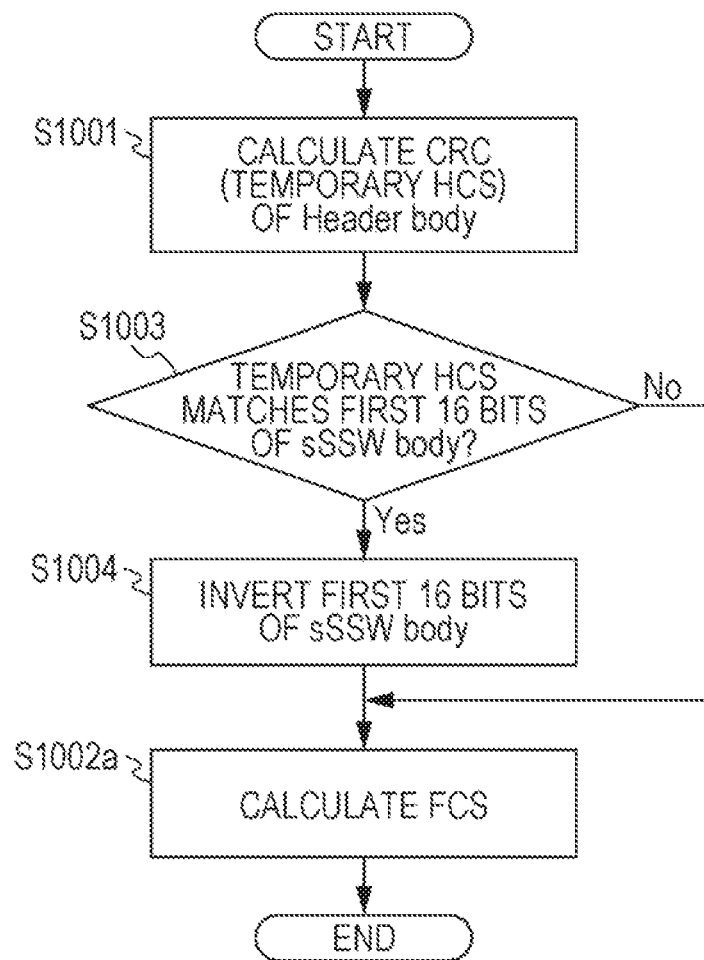 START
S1001
CALCULATE CRC
(TEMPORARY HCS)
OF Header body
S1003
TEMPORARY HCS
MATCHES FIRST 16 BITS
OF sSSW body?
No
Yes
S1004
INVERT FIRST 16 BITS
OF sSSW body
S1002a
CALCULATE FCS
END